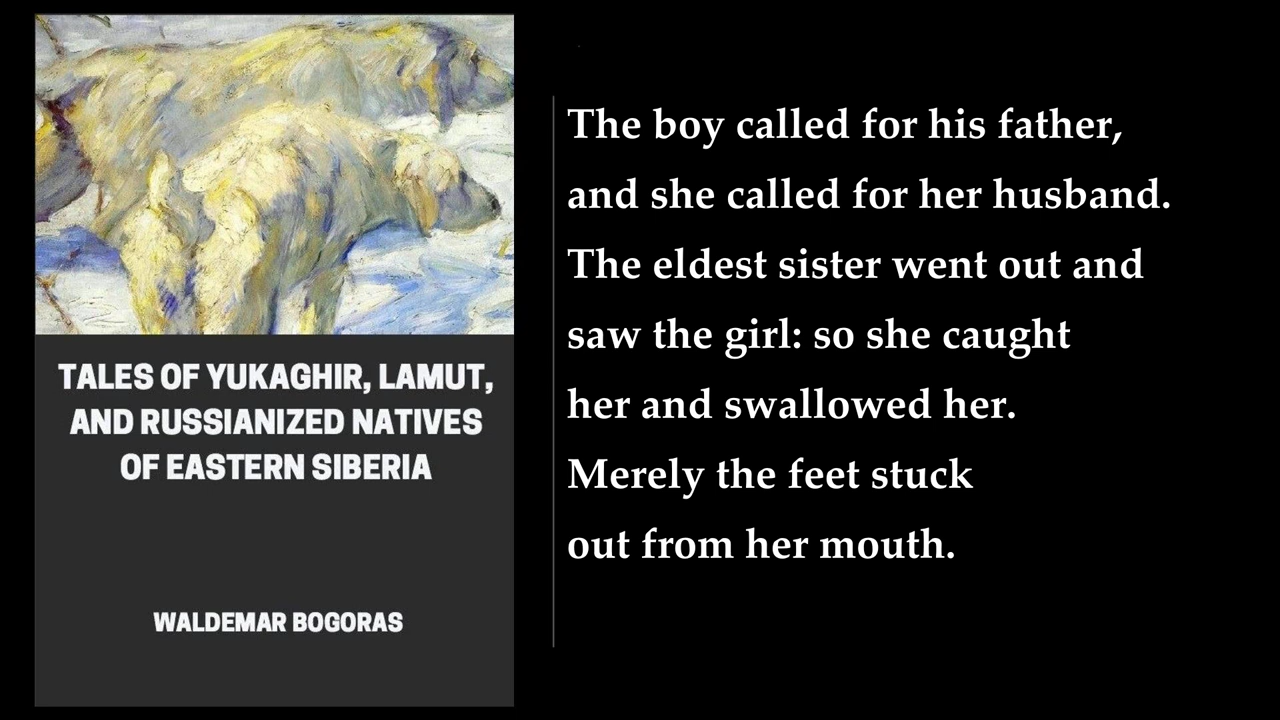 TALES OF YUKAGHIR, LAMUT,
AND RUSSIANIZED NATIVES
OF EASTERN SIBERIA
WALDEMAR BOGORAS
The boy called for his father,
and she called for her husband.
The eldest sister went out and
saw the girl: so she caught
her and swallowed her.
Merely the feet stuck
out from her mouth.